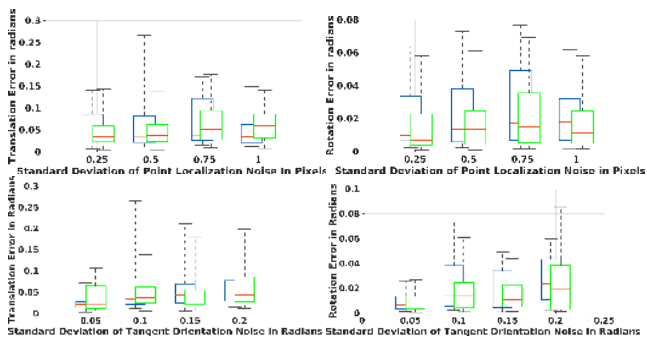 Translation Error in radians
0.3
0.25
0.2
0.15
0.1
0.05
0
0.25 0.5 0.75 1
Standard Deviation of Point Localization Noise in Pixels
Rotation Error in radians
0.08
0.06
0.04
0.02
0
0.25 0.5 0.75 1
Standard Deviation of Point Localization Noise in Pixels
Translation Error in Radians
0.3
0.25
0.2
0.15
0.1
0.05
0
0.05 0.1 0.15 0.2
Standard Deviation of Tangent Orientation Noise in Radians
Rotation Error in Radians
0.1
0.08
0.06
0.04
0.02
0
0 0.05 0.1 0.15 0.2 0.25
Standard Deviation of Tangent Orientation Noise in Radians